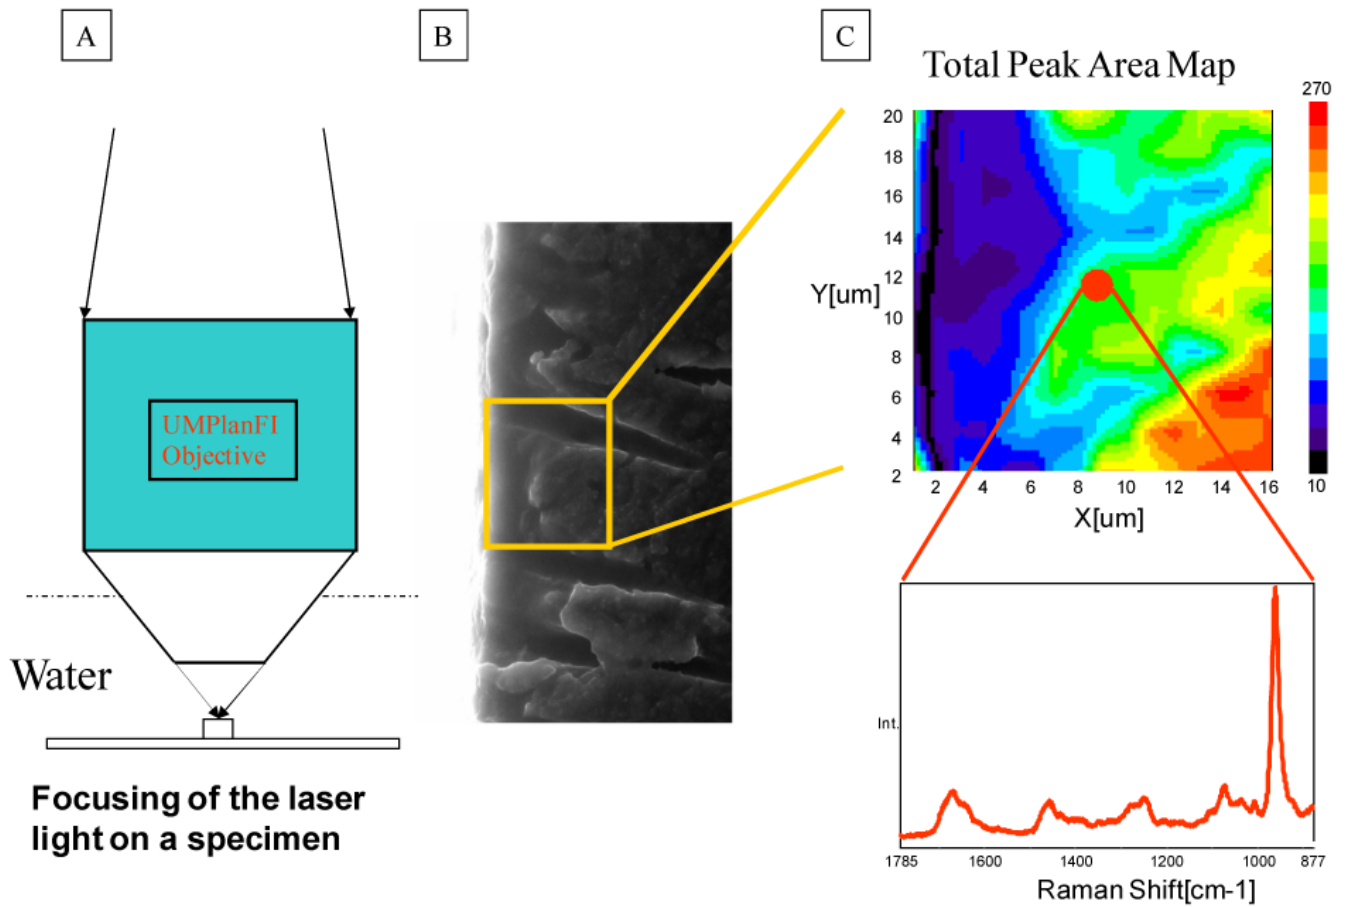 A
B
C
Total Peak Area Map
270
20
18
16
14
12
10
8
6
4
2
Y[um]
2
4
6
8
10
12
14
16
10
X[um]
UMPlanFI
Objective
Water
Focusing of the laser
light on a specimen
Int.
1785
1600
1400
1200
1000
877
Raman Shift[cm-1]